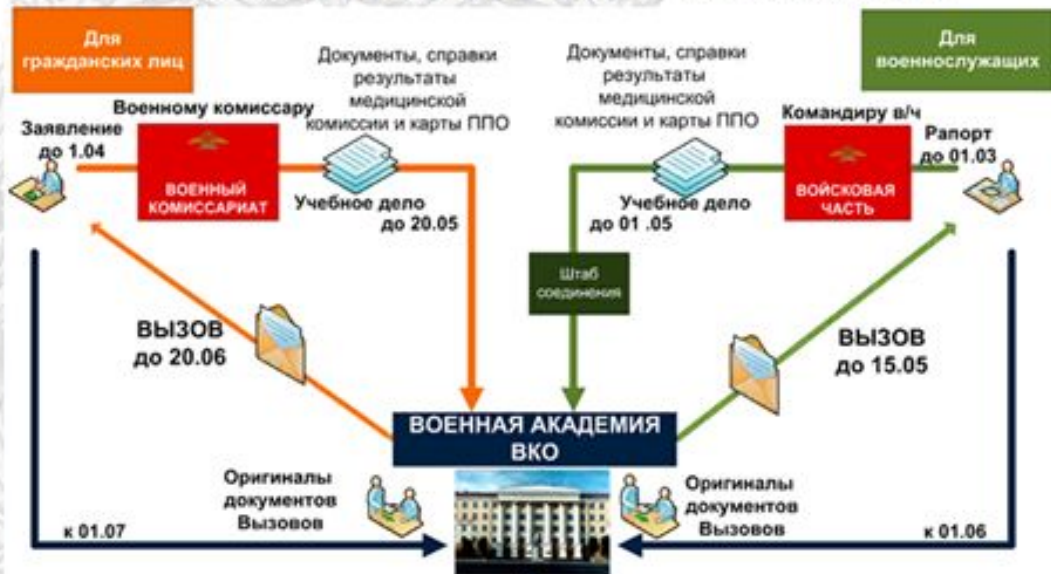 Для
гражданских лиц
Документы, справки
результаты
медицинской
комиссии и карты ППО
Военному комиссару
Заявление
до 1.04
ВОЕННЫЙ
КОМИССАРИАТ
Учебное дело
до 20.05
ВЫЗОВ
до 20.06
Для
военнослужащих
Документы, справки
результаты
медицинской
комиссии и карты ППО
Командиру в/ч
Рапорт
до 01.03
ВОЙСКОВАЯ
ЧАСТЬ
Учебное дело
до 01 .05
Штаб
соединения
ВЫЗОВ
до 15.05
ВОЕННАЯ АКАДЕМИЯ
ВКО
Оригиналы
документов
Вызовов
к 01.07
Оригиналы
документов
Вызовов
к 01.06